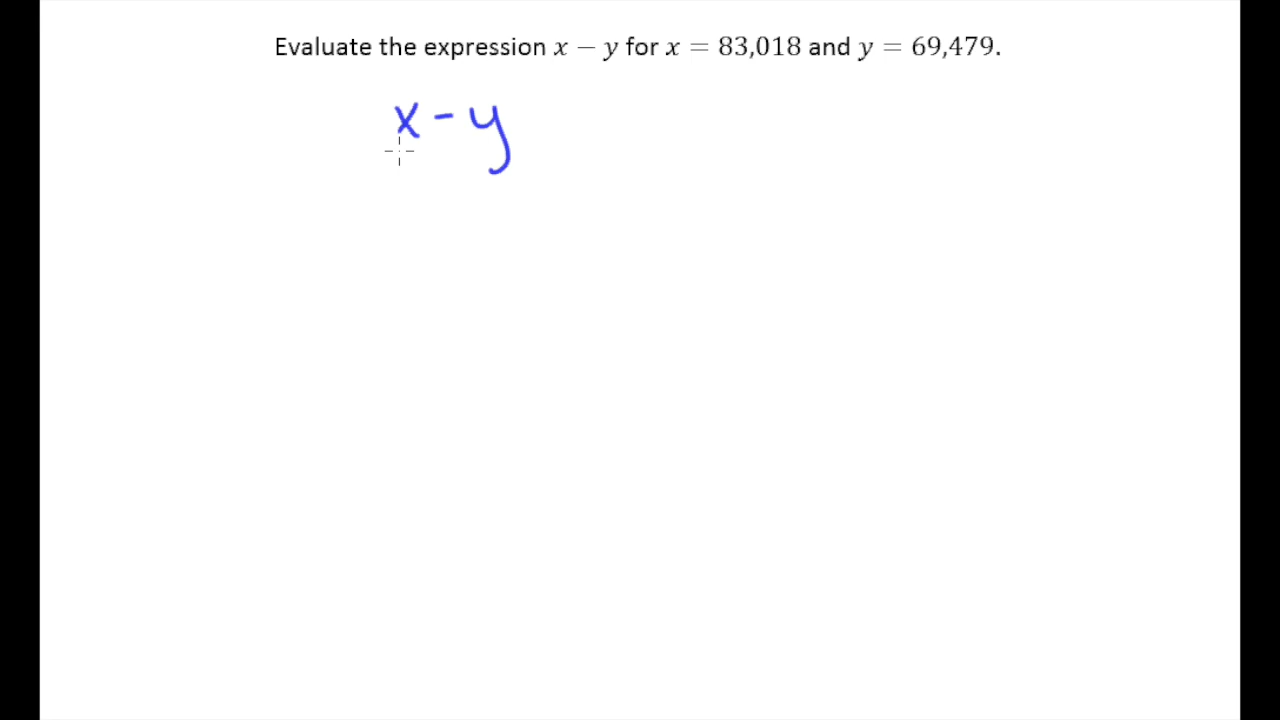 Evaluate the expression x − y for x = 83,018 and y = 69,479.
x - y